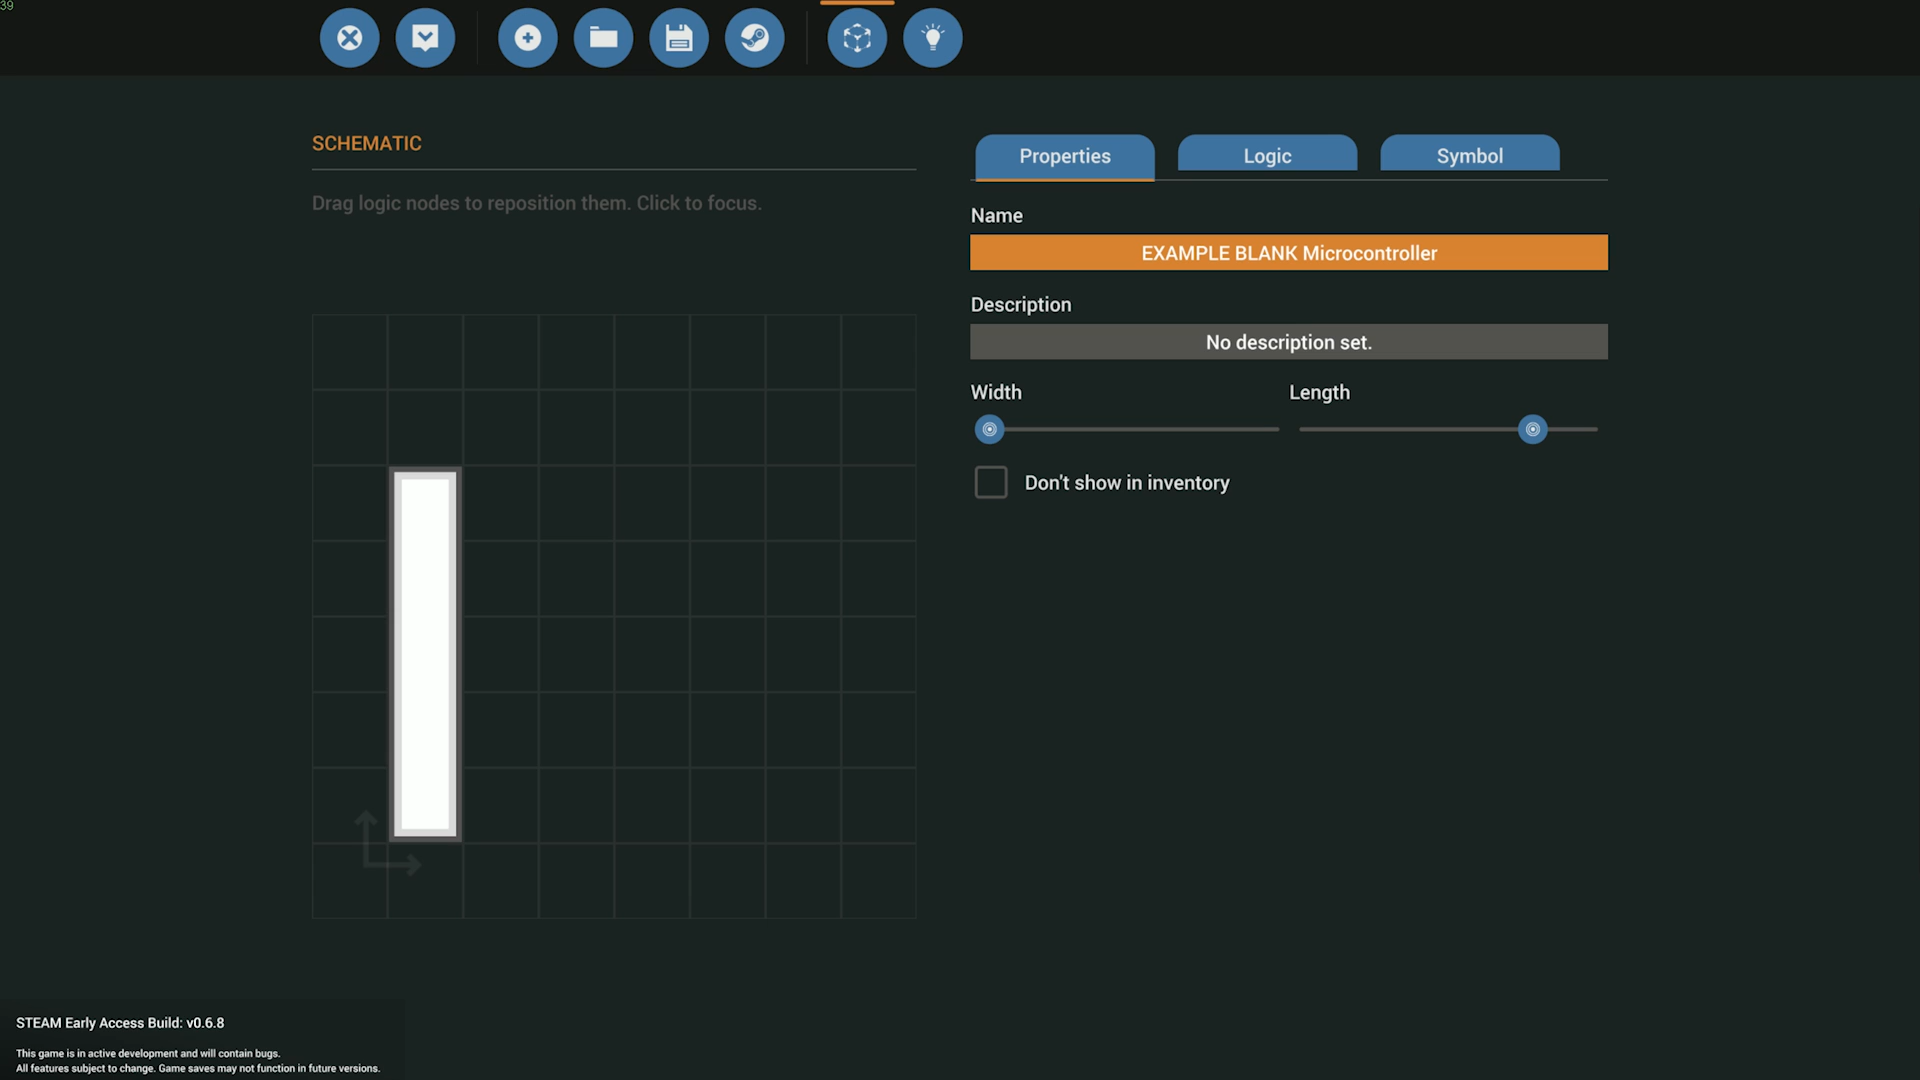 39
SCHEMATIC
Drag logic nodes to reposition them. Click to focus.
Properties
Logic
Symbol
Name
EXAMPLE BLANK Microcontroller
Description
No description set.
Width
Length
Don't show in inventory
STEAM Early Access Build: v0.6.8
This game is in active development and will contain bugs.
All features subject to change. Game saves may not function in future versions.